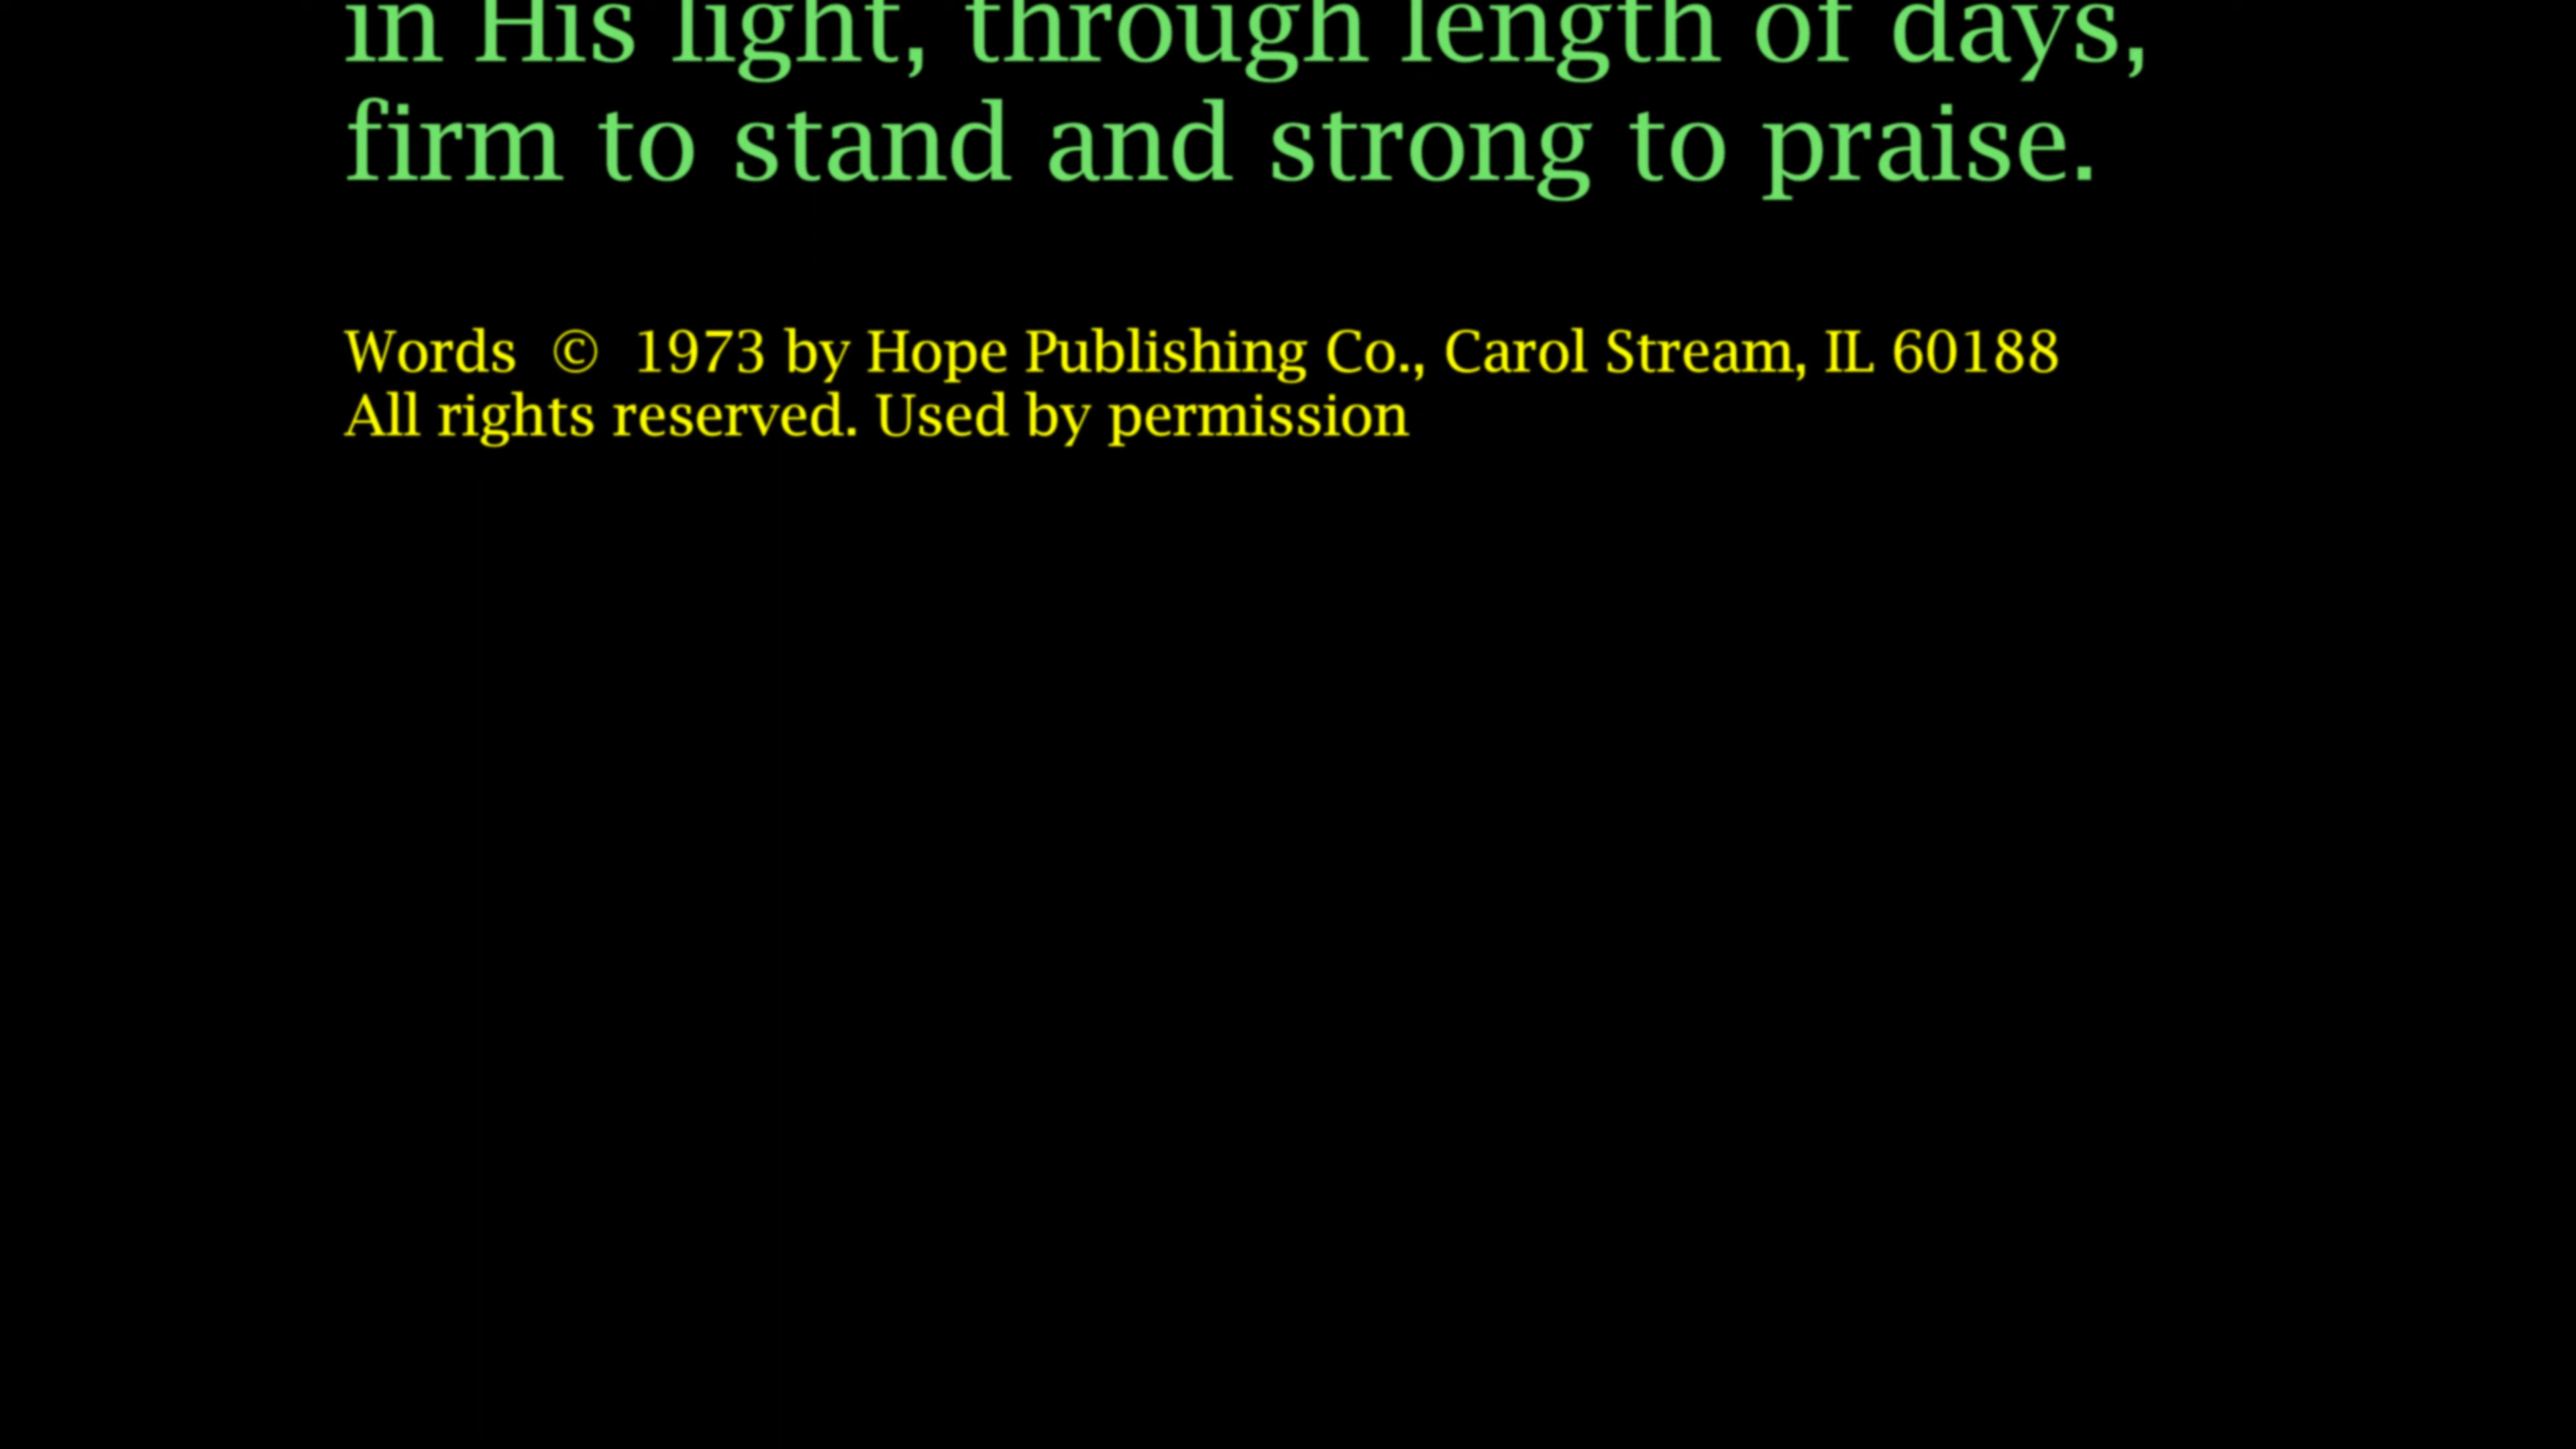 in His light, through length of days,
firm to stand and strong to praise.
Words © 1973 by Hope Publishing Co., Carol Stream, IL 60188
All rights reserved. Used by permission